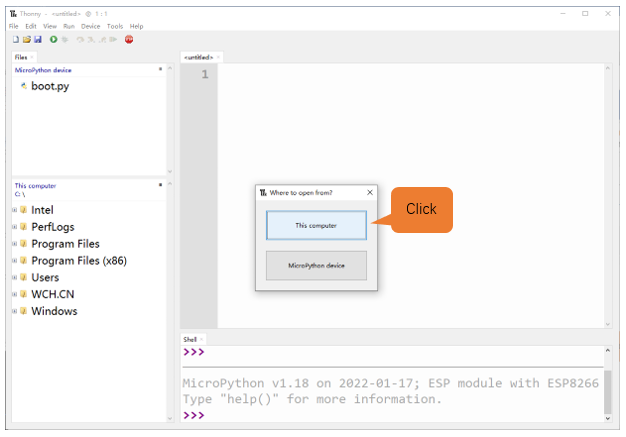 Thonny - <untitled> @ 1 : 1
File Edit View Run Device Tools Help
Files
MicroPython device
boot.py
This computer
C: \
Intel
PerfLogs
Program Files
Program Files (x86)
Users
WCH.CN
Windows
<untitled>
1
Where to open from?
This computer
MicroPython device
Click
Shell
>>>
MicroPython v1.18 on 2022-01-17; ESP module with ESP8266
Type "help()" for more information.
>>>